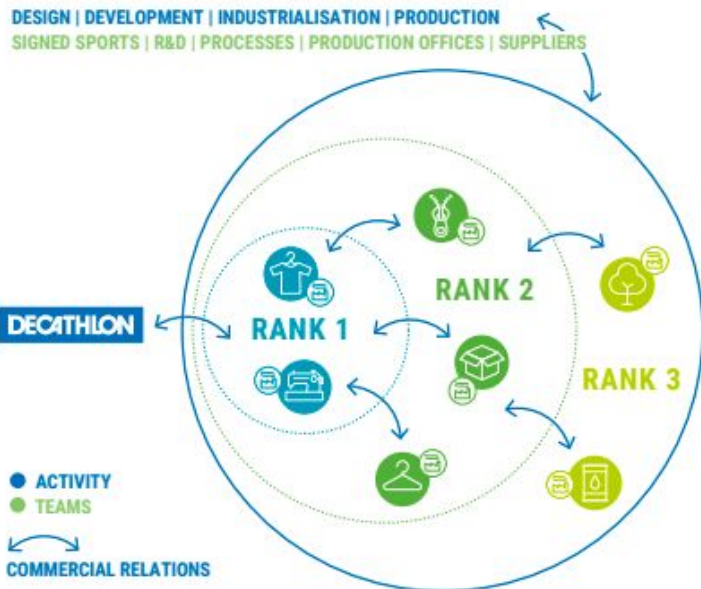 DESIGN | DEVELOPMENT | INDUSTRIALISATION | PRODUCTION
SIGNED SPORTS | R&D | PROCESSES | PRODUCTION OFFICES | SUPPLIERS
RANK 2
DECATHLON
RANK 1
RANK 3
ACTIVITY
TEAMS
COMMERCIAL RELATIONS